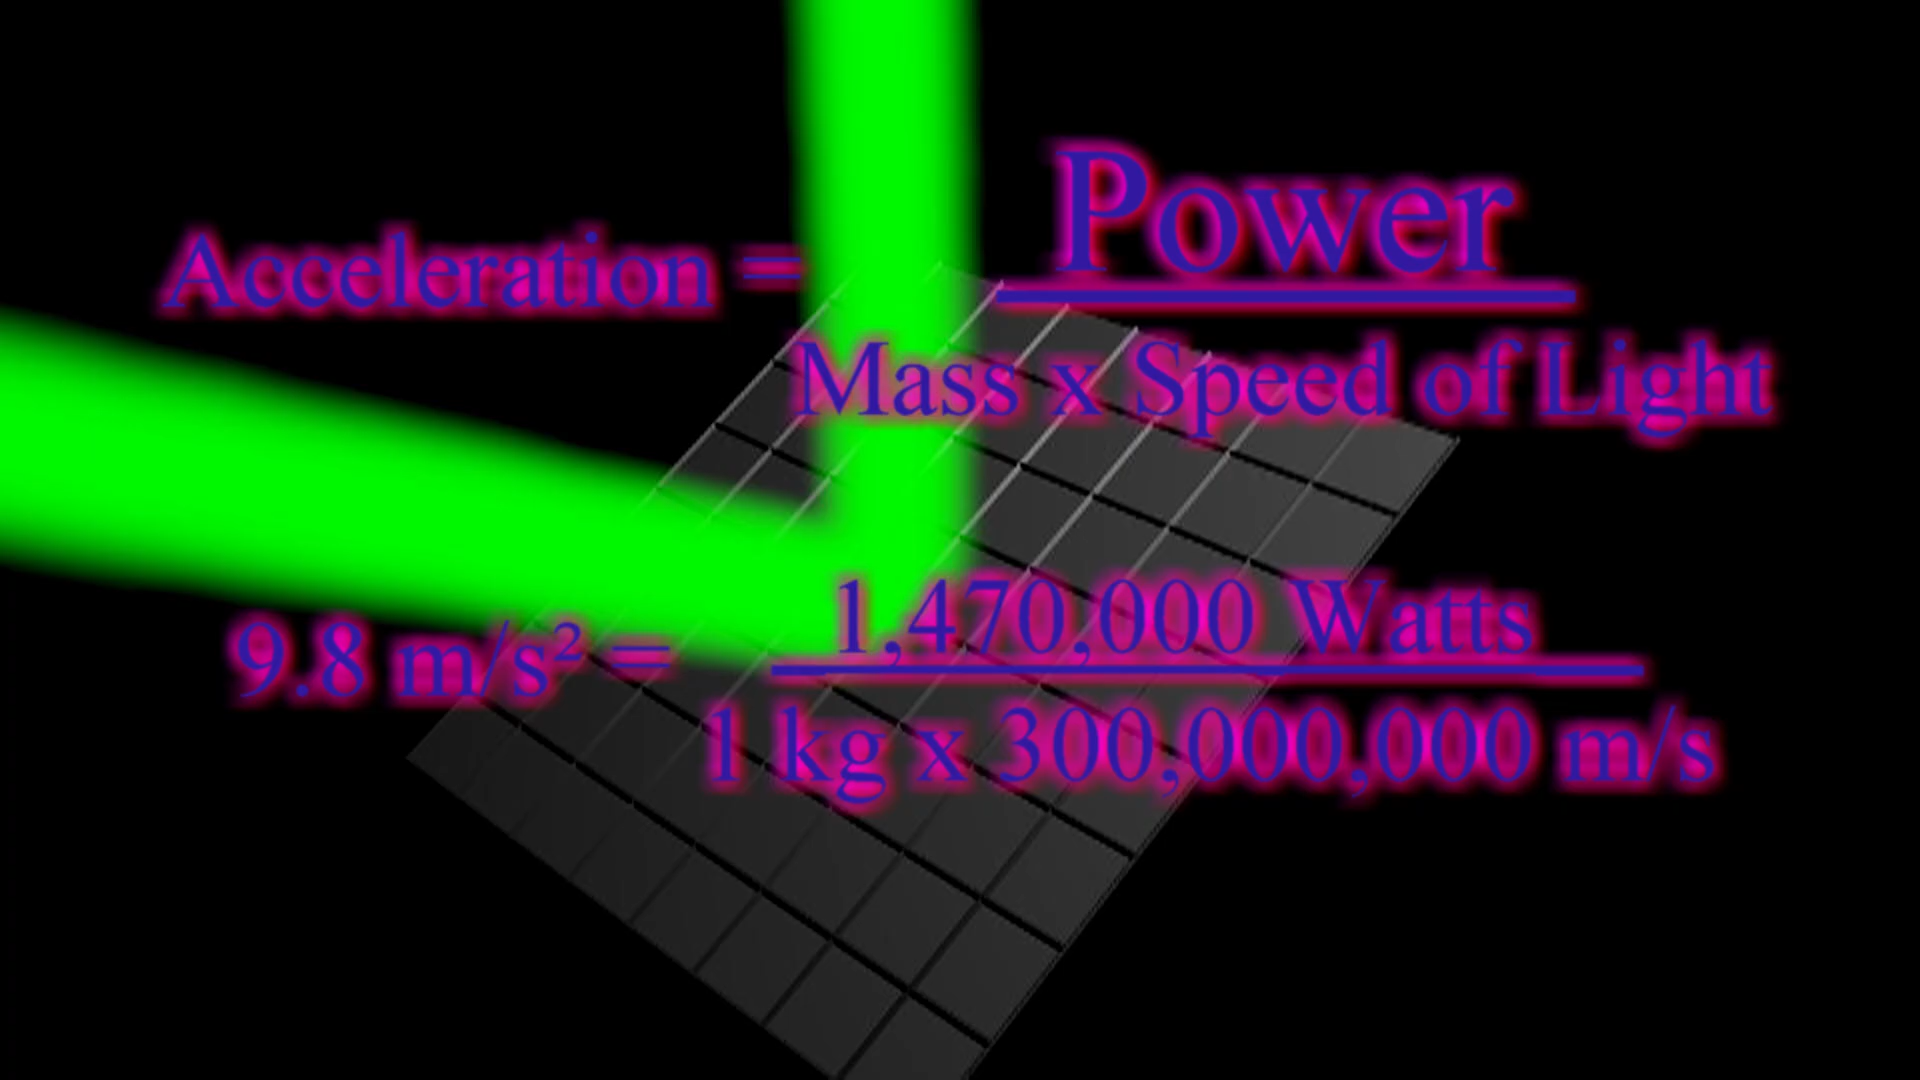 Acceleration = Power
Mass x Speed of Light
9.8 m/s² = 1,470,000 Watts
1 kg x 300,000,000 m/s